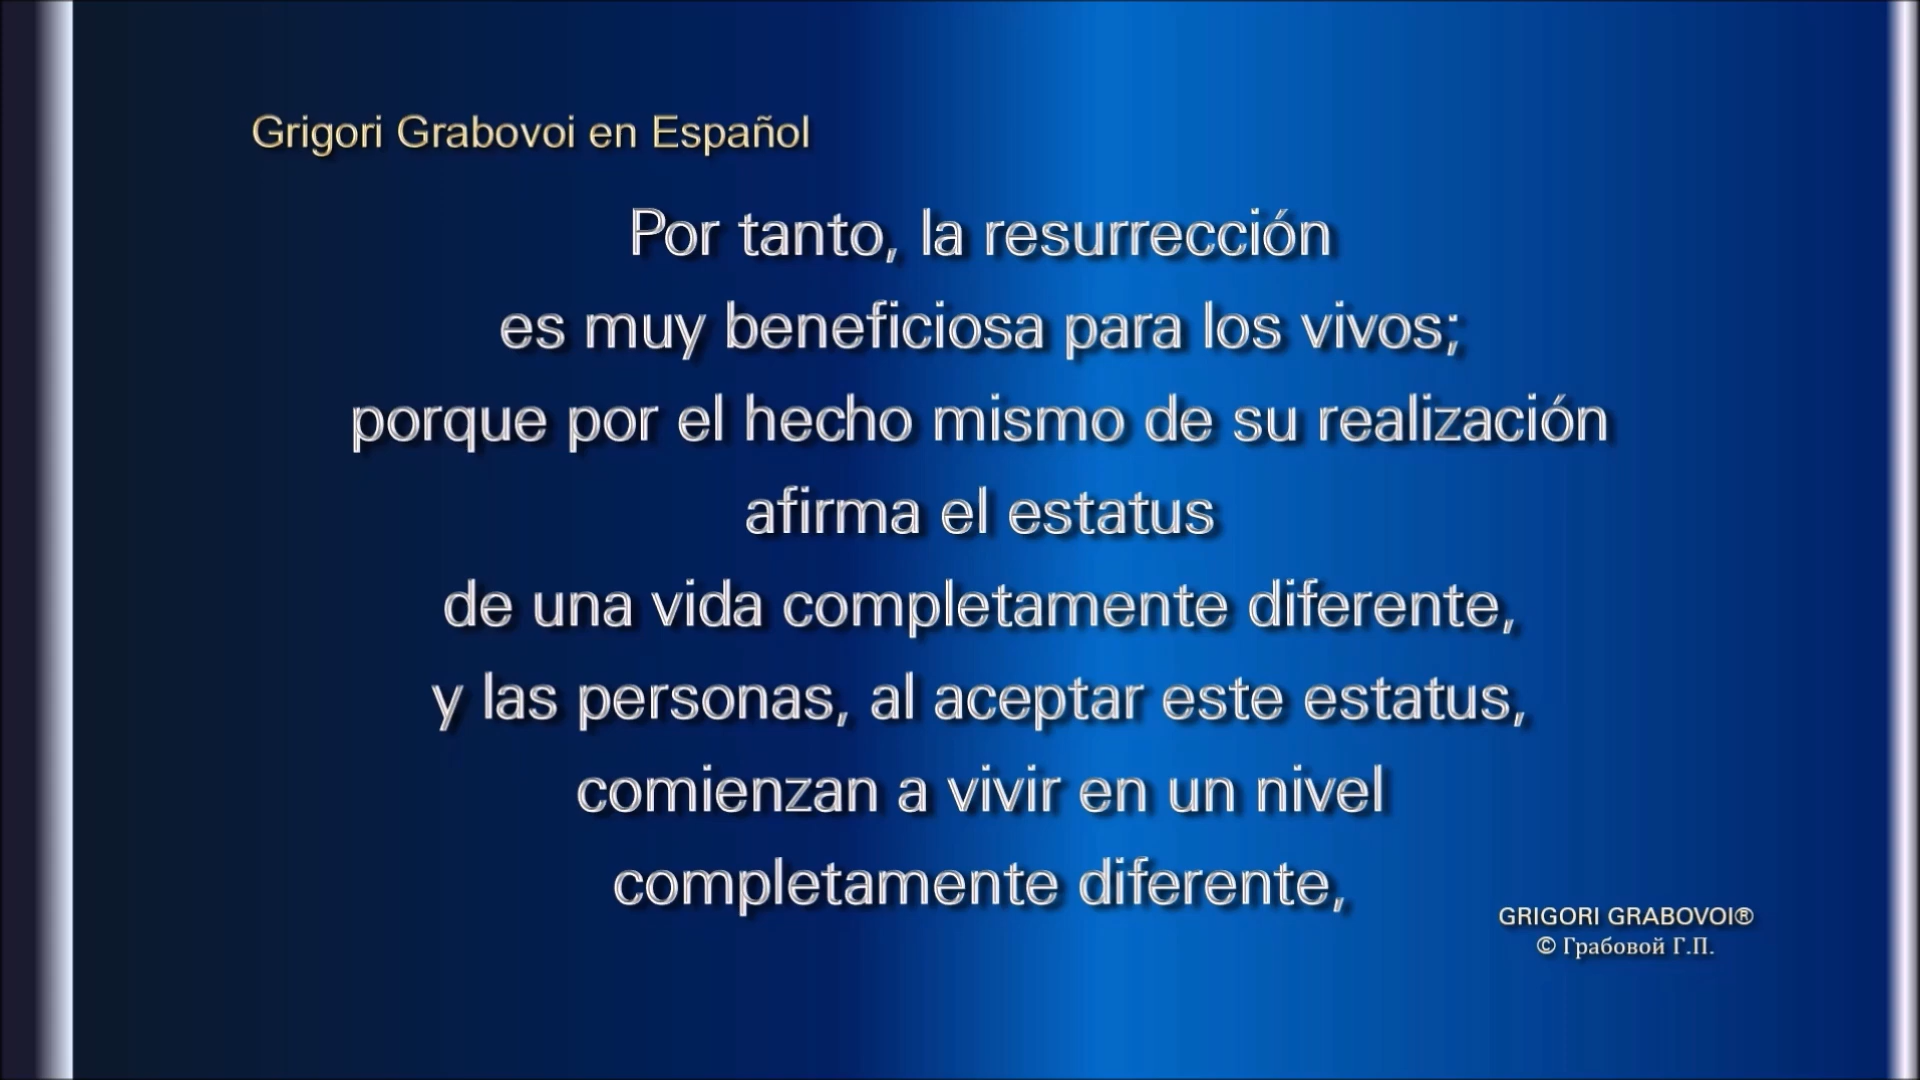 Grigori Grabovoi en Español
Por tanto, la resurrección
es muy beneficiosa para los vivos;
porque por el hecho mismo de su realización
afirma el estatus
de una vida completamente diferente,
y las personas, al aceptar este estatus,
comienzan a vivir en un nivel
completamente diferente,
GRIGORI GRABOVOI®
© Грабовой Г.П.